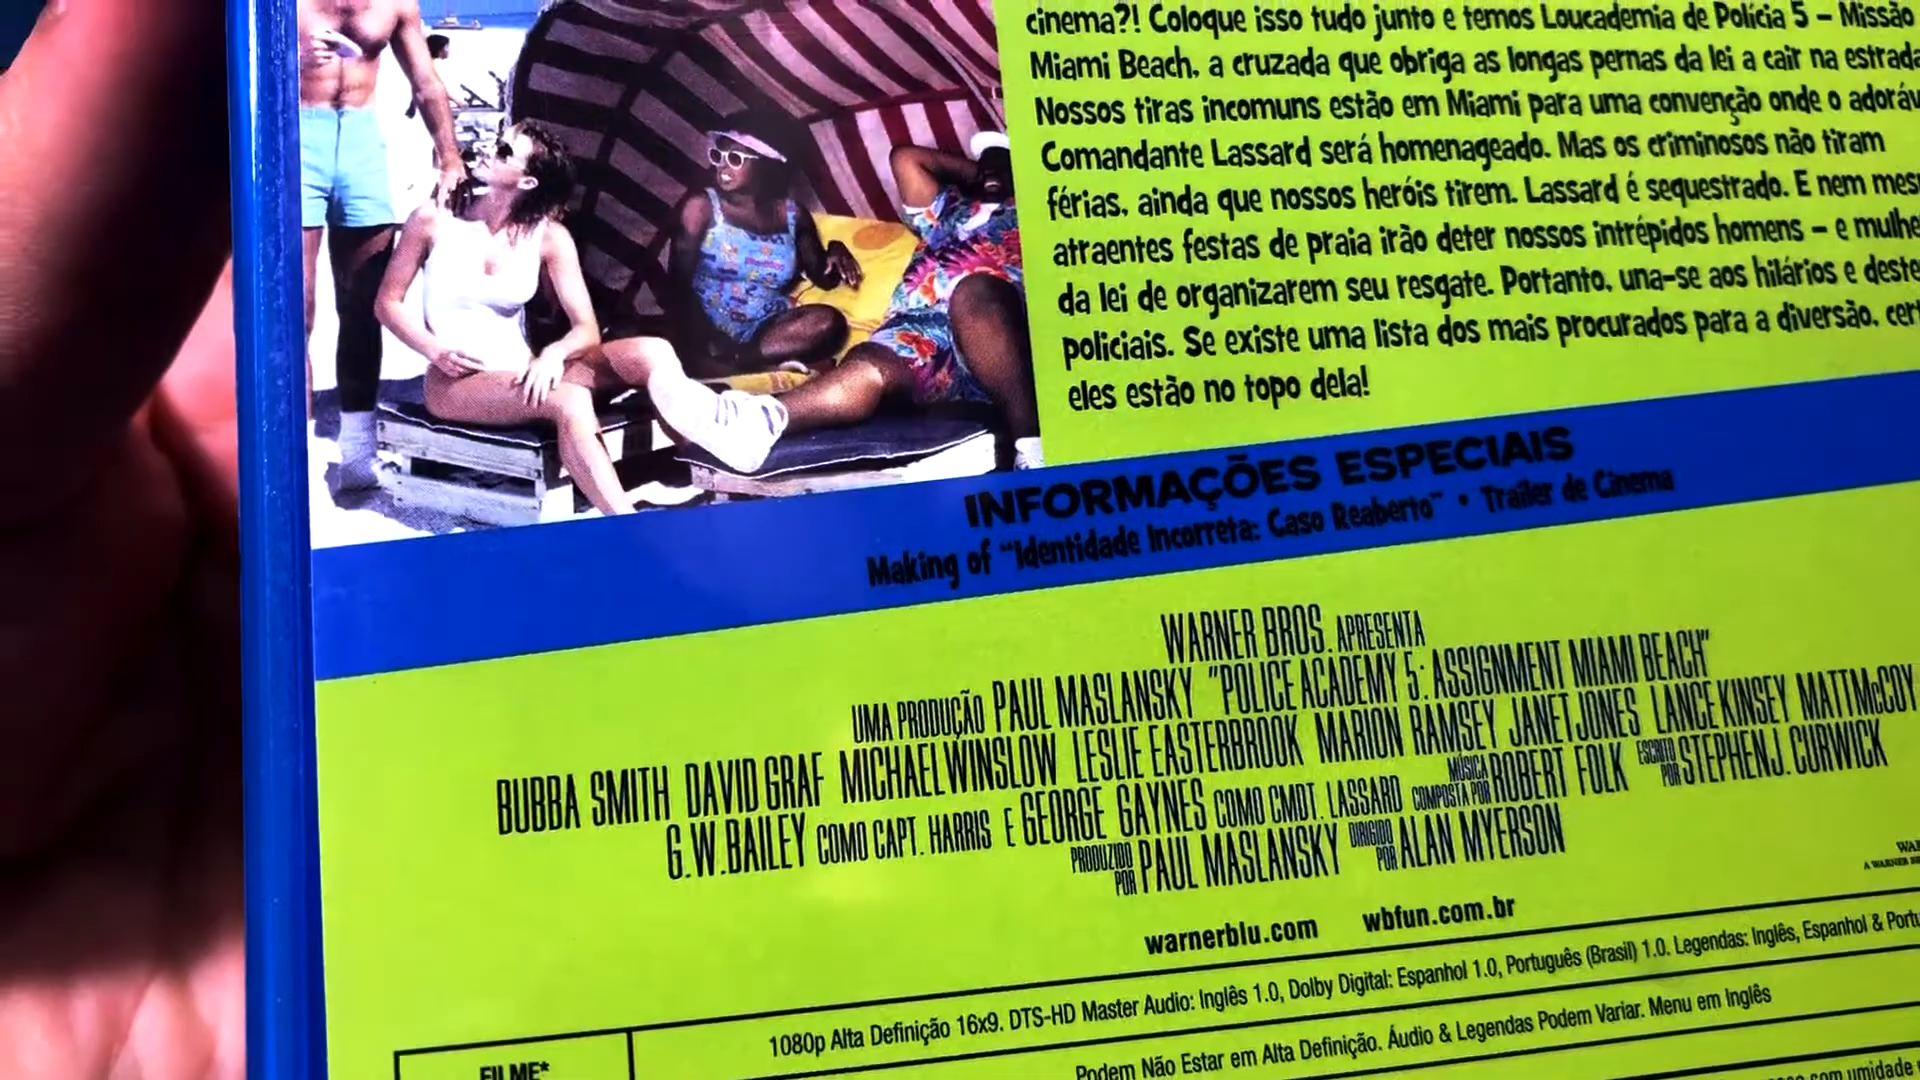 cinema?! Coloque isso tudo junto e temos Loucademia de Polícia 5 – Missão
Miami Beach, a cruzada que obriga as longas pernas da lei a cair na estrada
Nossos tiras incomuns estão em Miami para uma convenção onde o
Comandante Lassard será homenageado. Mas os criminosos não tiram
férias, ainda que nossos heróis tirem. Lassard é sequestrado. E nem
atraentes festas de praia irão deter nossos intrépidos homens – e
da lei de organizarem seu resgate. Portanto, una-se aos hilários e
policiais. Se existe uma lista dos mais procurados para a diversão,
eles estão no topo dela!
INFORMAÇÕES ESPECIAIS
Making of "Identidade Incorreta: Caso Reaberto" • Trailer de Cinema
WARNER BROS. APRESENTA
UMA PRODUÇÃO PAUL MASLANSKY "POLICE ACADEMY 5: ASSIGNMENT MIAMI BEACH"
BUBBA SMITH DAVID GRAF MICHAEL WINSLOW LESLIE EASTERBROOK MARION RAMSEY JANET JONES LANCE KINSEY MATT McCOY
G.W. BAILEY COMO CAPT. HARRIS E GEORGE GAYNES COMO CMDT. LASSARD MÚSICA COMPOSTA POR ROBERT FOLK ESCRITO POR STEPHEN J. CURWICK
PRODUZIDO POR PAUL MASLANSKY DIRIGIDO POR ALAN MYERSON
warnerblu.com wbfun.com.br
1080p Alta Definição 16x9. DTS-HD Master Audio: Inglês 1.0, Dolby Digital: Espanhol 1.0, Português (Brasil) 1.0. Legendas: Inglês, Espanhol &
FILME*
Podem Não Estar em Alta Definição. Áudio & Legendas Podem Variar. Menu em Inglês
com umidade